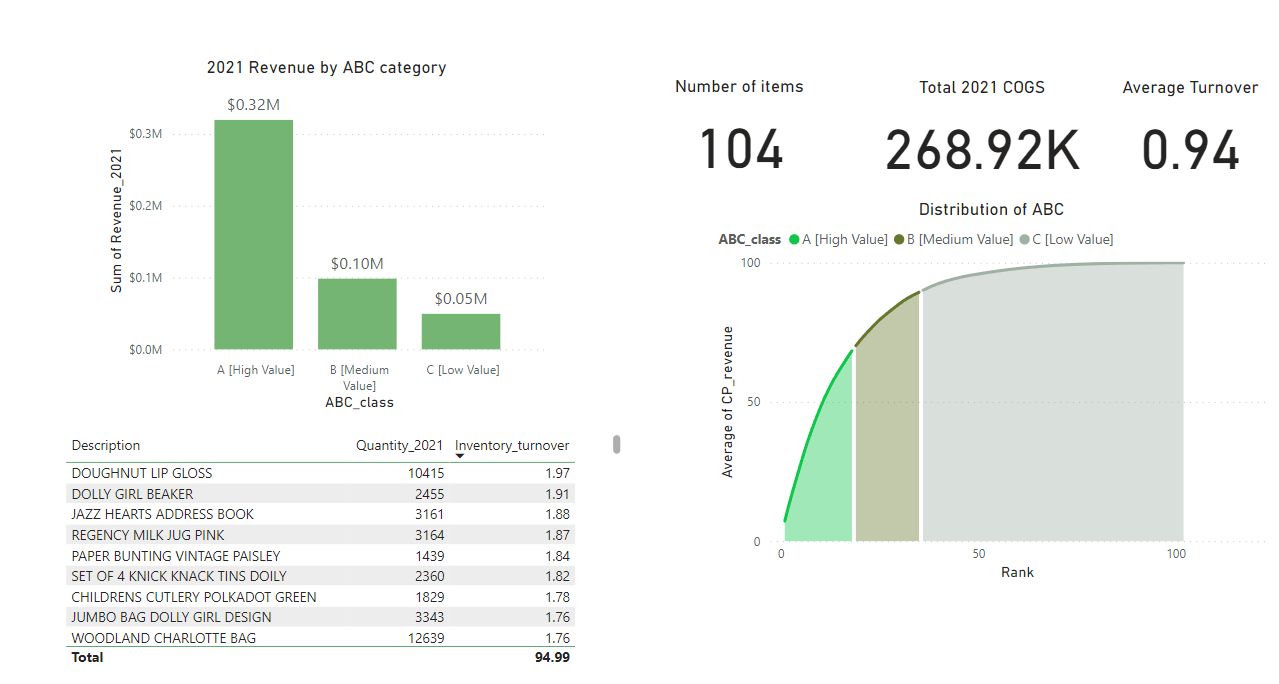 2021 Revenue by ABC category
Sum of Revenue_2021
$0.3M
$0.2M
$0.1M
$0.0M
$0.32M
$0.10M
$0.05M
A [High Value]
B [Medium
Value]
C [Low Value]
ABC_class
Number of items
104
Total 2021 COGS
268.92K
Average Turnover
0.94
Distribution of ABC
ABC_class A [High Value] B [Medium Value] C [Low Value]
Average of CP_revenue
100
50
0
0 50 100
Rank
Description Quantity_2021 Inventory_turnover
DOUGHNUT LIP GLOSS 10415 1.97
DOLLY GIRL BEAKER 2455 1.91
JAZZ HEARTS ADDRESS BOOK 3161 1.88
REGENCY MILK JUG PINK 3164 1.87
PAPER BUNTING VINTAGE PAISLEY 1439 1.84
SET OF 4 KNICK KNACK TINS DOILY 2360 1.82
CHILDRENS CUTLERY POLKADOT GREEN 1829 1.78
JUMBO BAG DOLLY GIRL DESIGN 3343 1.76
WOODLAND CHARLOTTE BAG 12639 1.76
Total 94.99